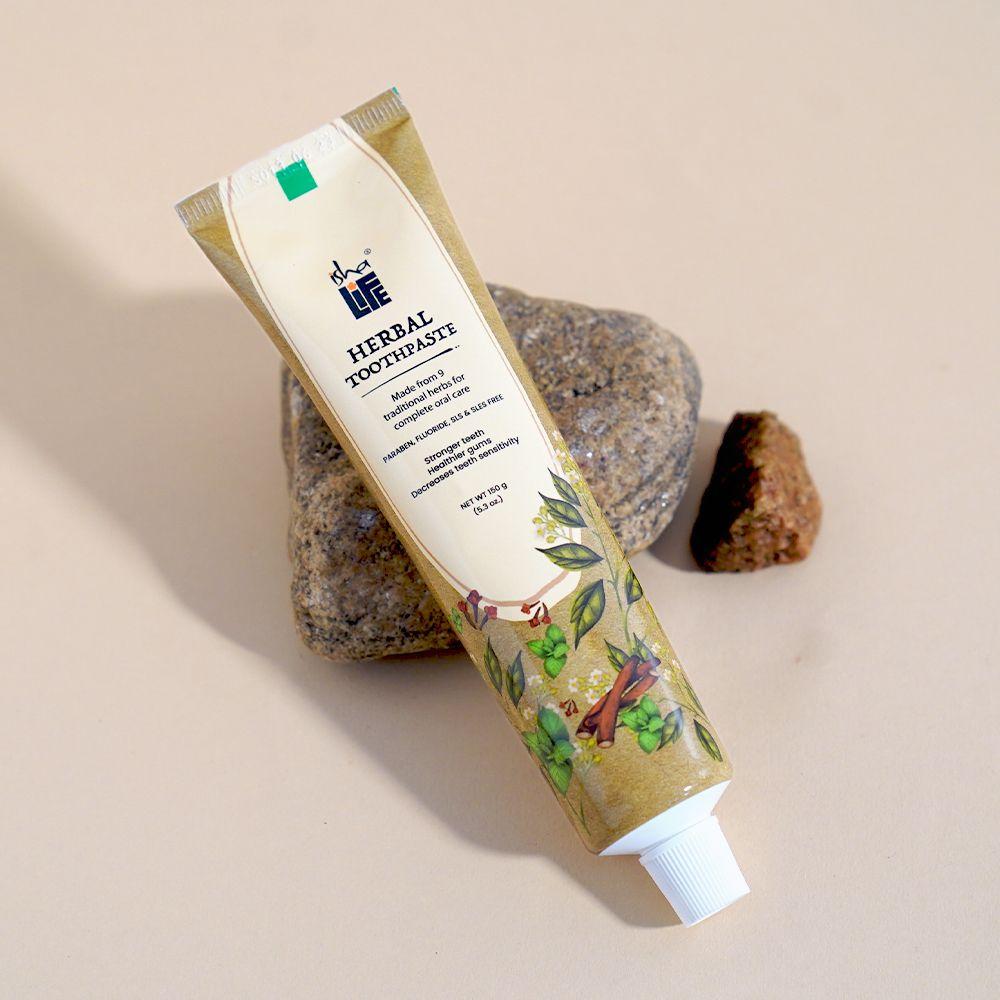 isha®
LIFE
HERBAL
TOOTHPASTE
Made from 9
traditional herbs for
complete oral care
PARABEN, FLUORIDE, SLS & SLES FREE
Stronger teeth
Healthier gums
Decreases teeth sensitivity
NET WT 150 g
(5.3 oz.)